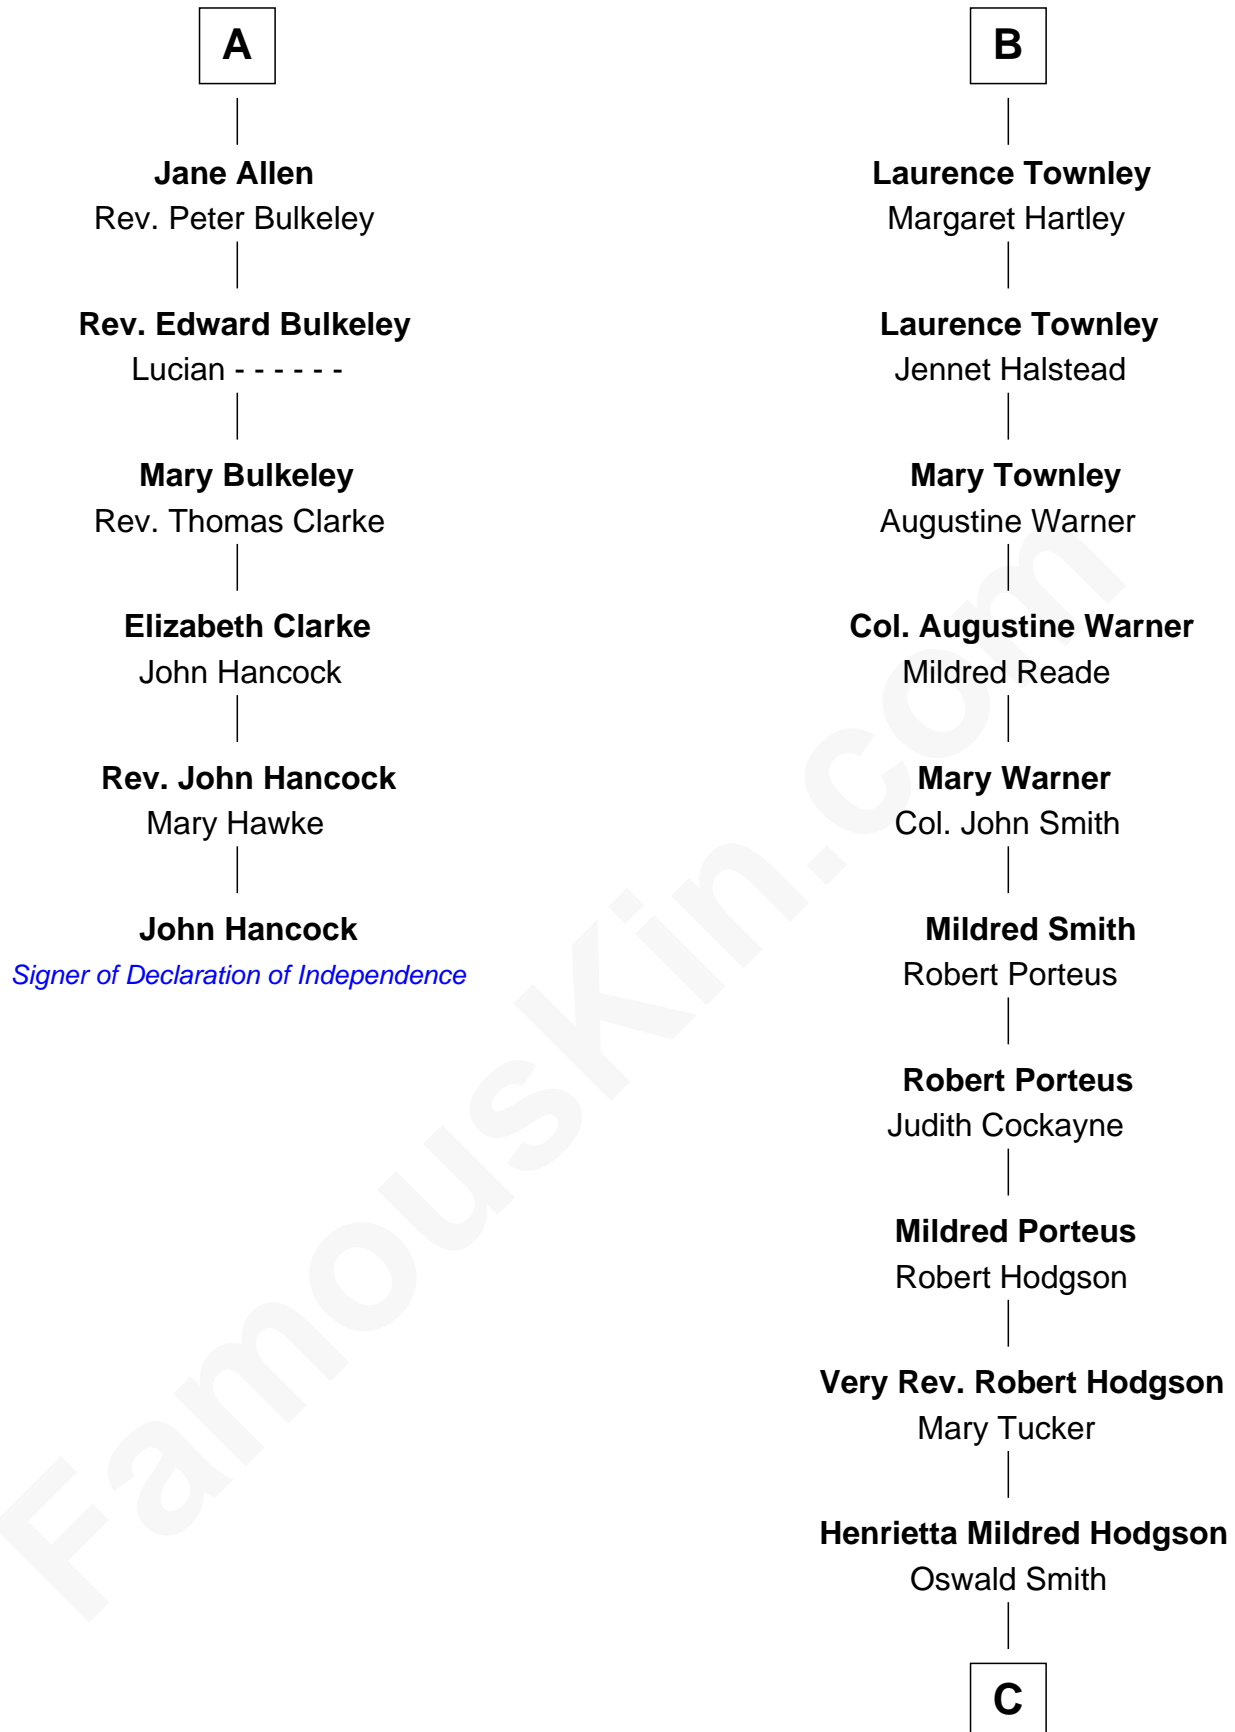 A
Jane Allen
Rev. Peter Bulkeley
Rev. Edward Bulkeley
Lucian - - - - - -
Mary Bulkeley
Rev. Thomas Clarke
Elizabeth Clarke
John Hancock
Rev. John Hancock
Mary Hawke
John Hancock
Signer of Declaration of Independence
B
Laurence Townley
Margaret Hartley
Laurence Townley
Jennet Halstead
Mary Townley
Augustine Warner
Col. Augustine Warner
Mildred Reade
Mary Warner
Col. John Smith
Mildred Smith
Robert Porteus
Robert Porteus
Judith Cockayne
Mildred Porteus
Robert Hodgson
Very Rev. Robert Hodgson
Mary Tucker
Henrietta Mildred Hodgson
Oswald Smith
C
FamousKin.com